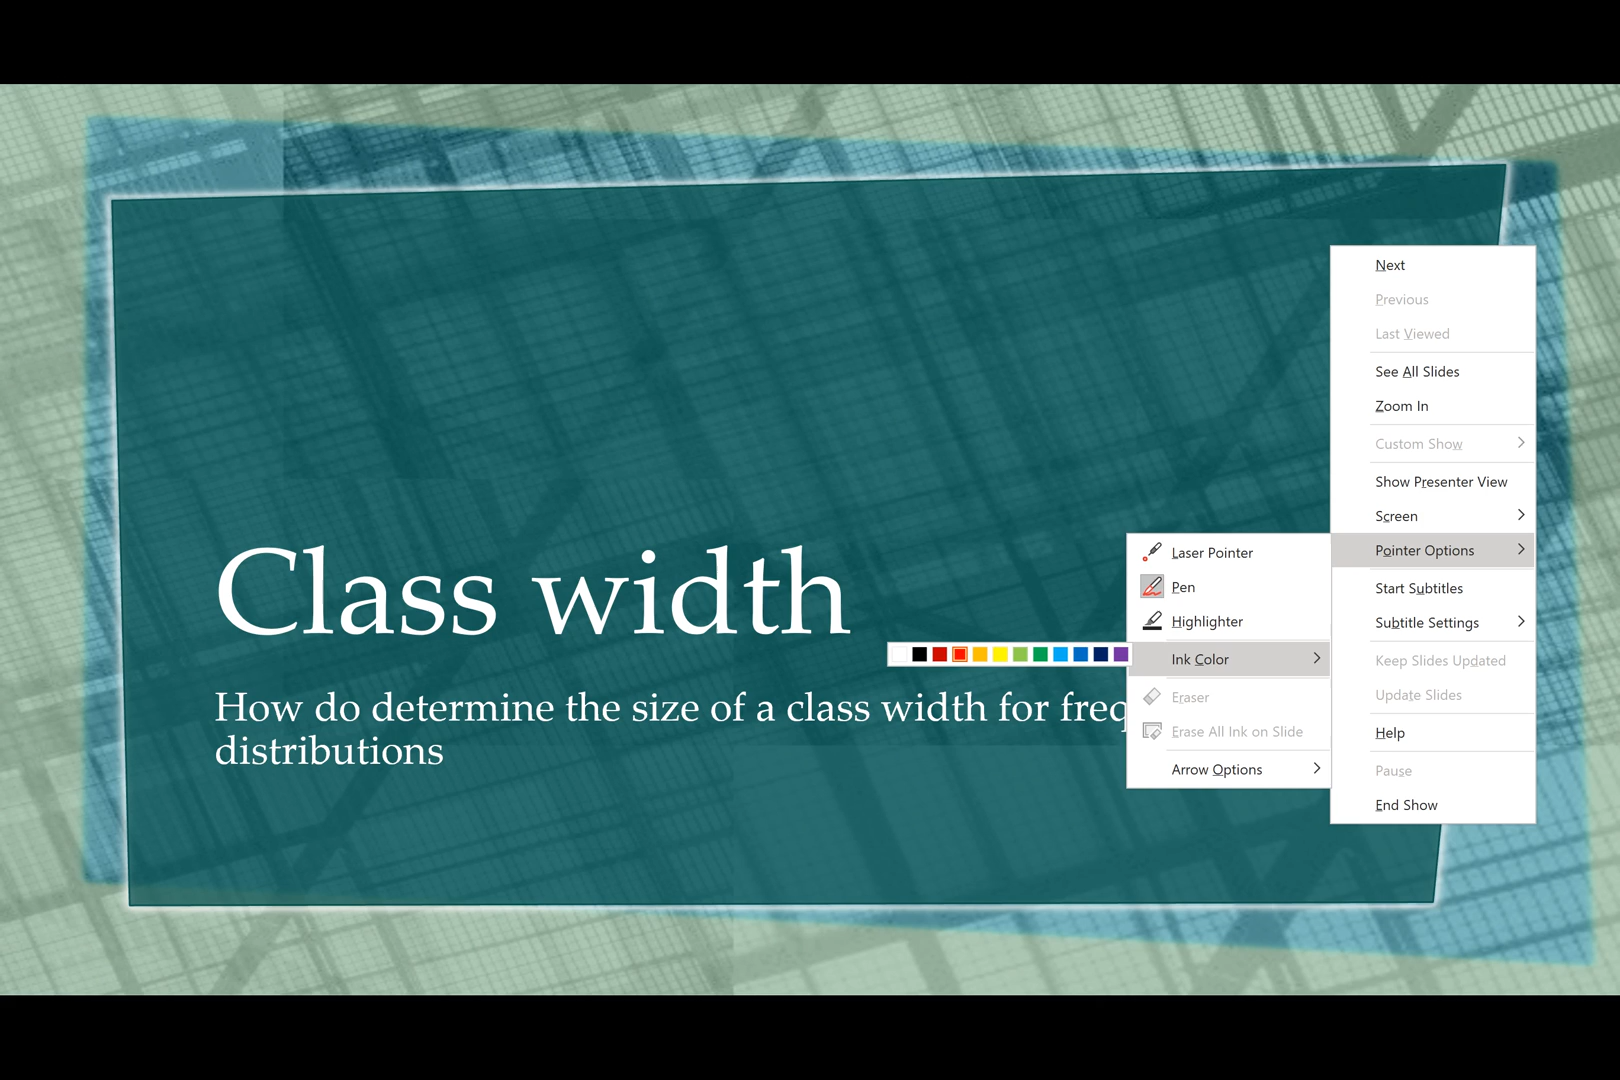 Class width
How do determine the size of a class width for
distributions
Laser Pointer
Pen
Highlighter
Ink Color
Eraser
Erase All Ink on Slide
Arrow Options
Next
Previous
Last Viewed
See All Slides
Zoom In
Custom Show
Show Presenter View
Screen
Pointer Options
Start Subtitles
Subtitle Settings
Keep Slides Updated
Update Slides
Help
Pause
End Show